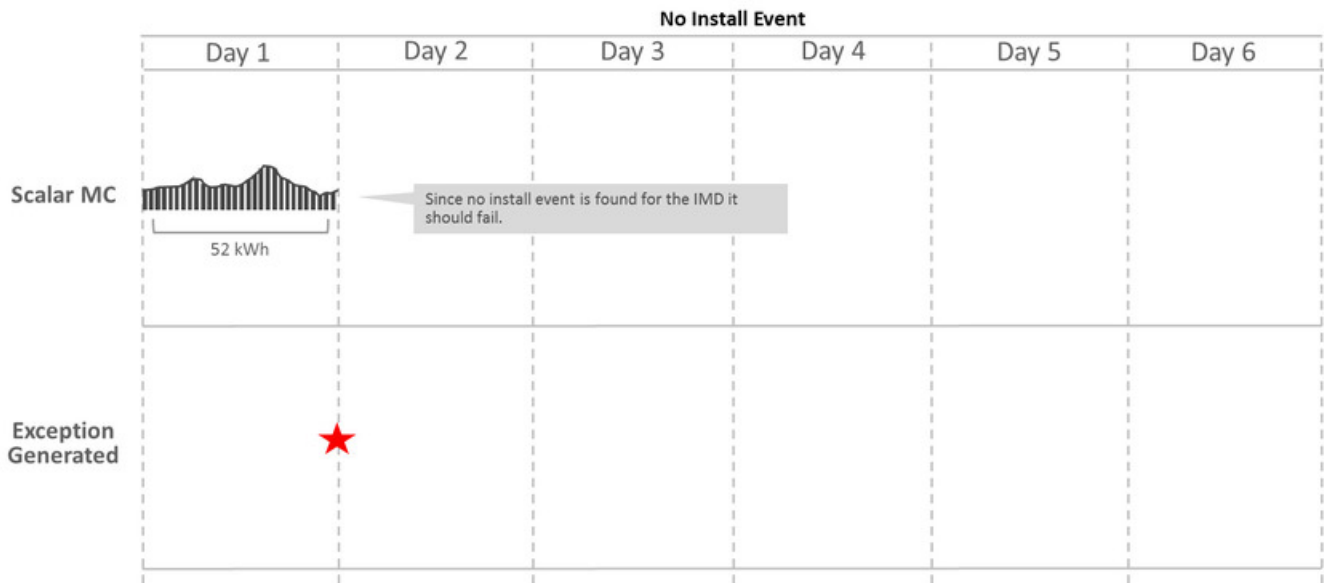 No Install Event
Day 1
Day 2
Day 3
Day 4
Day 5
Day 6
Scalar MC
Since no install event is found for the IMD it
should fail.
52 kWh
Exception
Generated